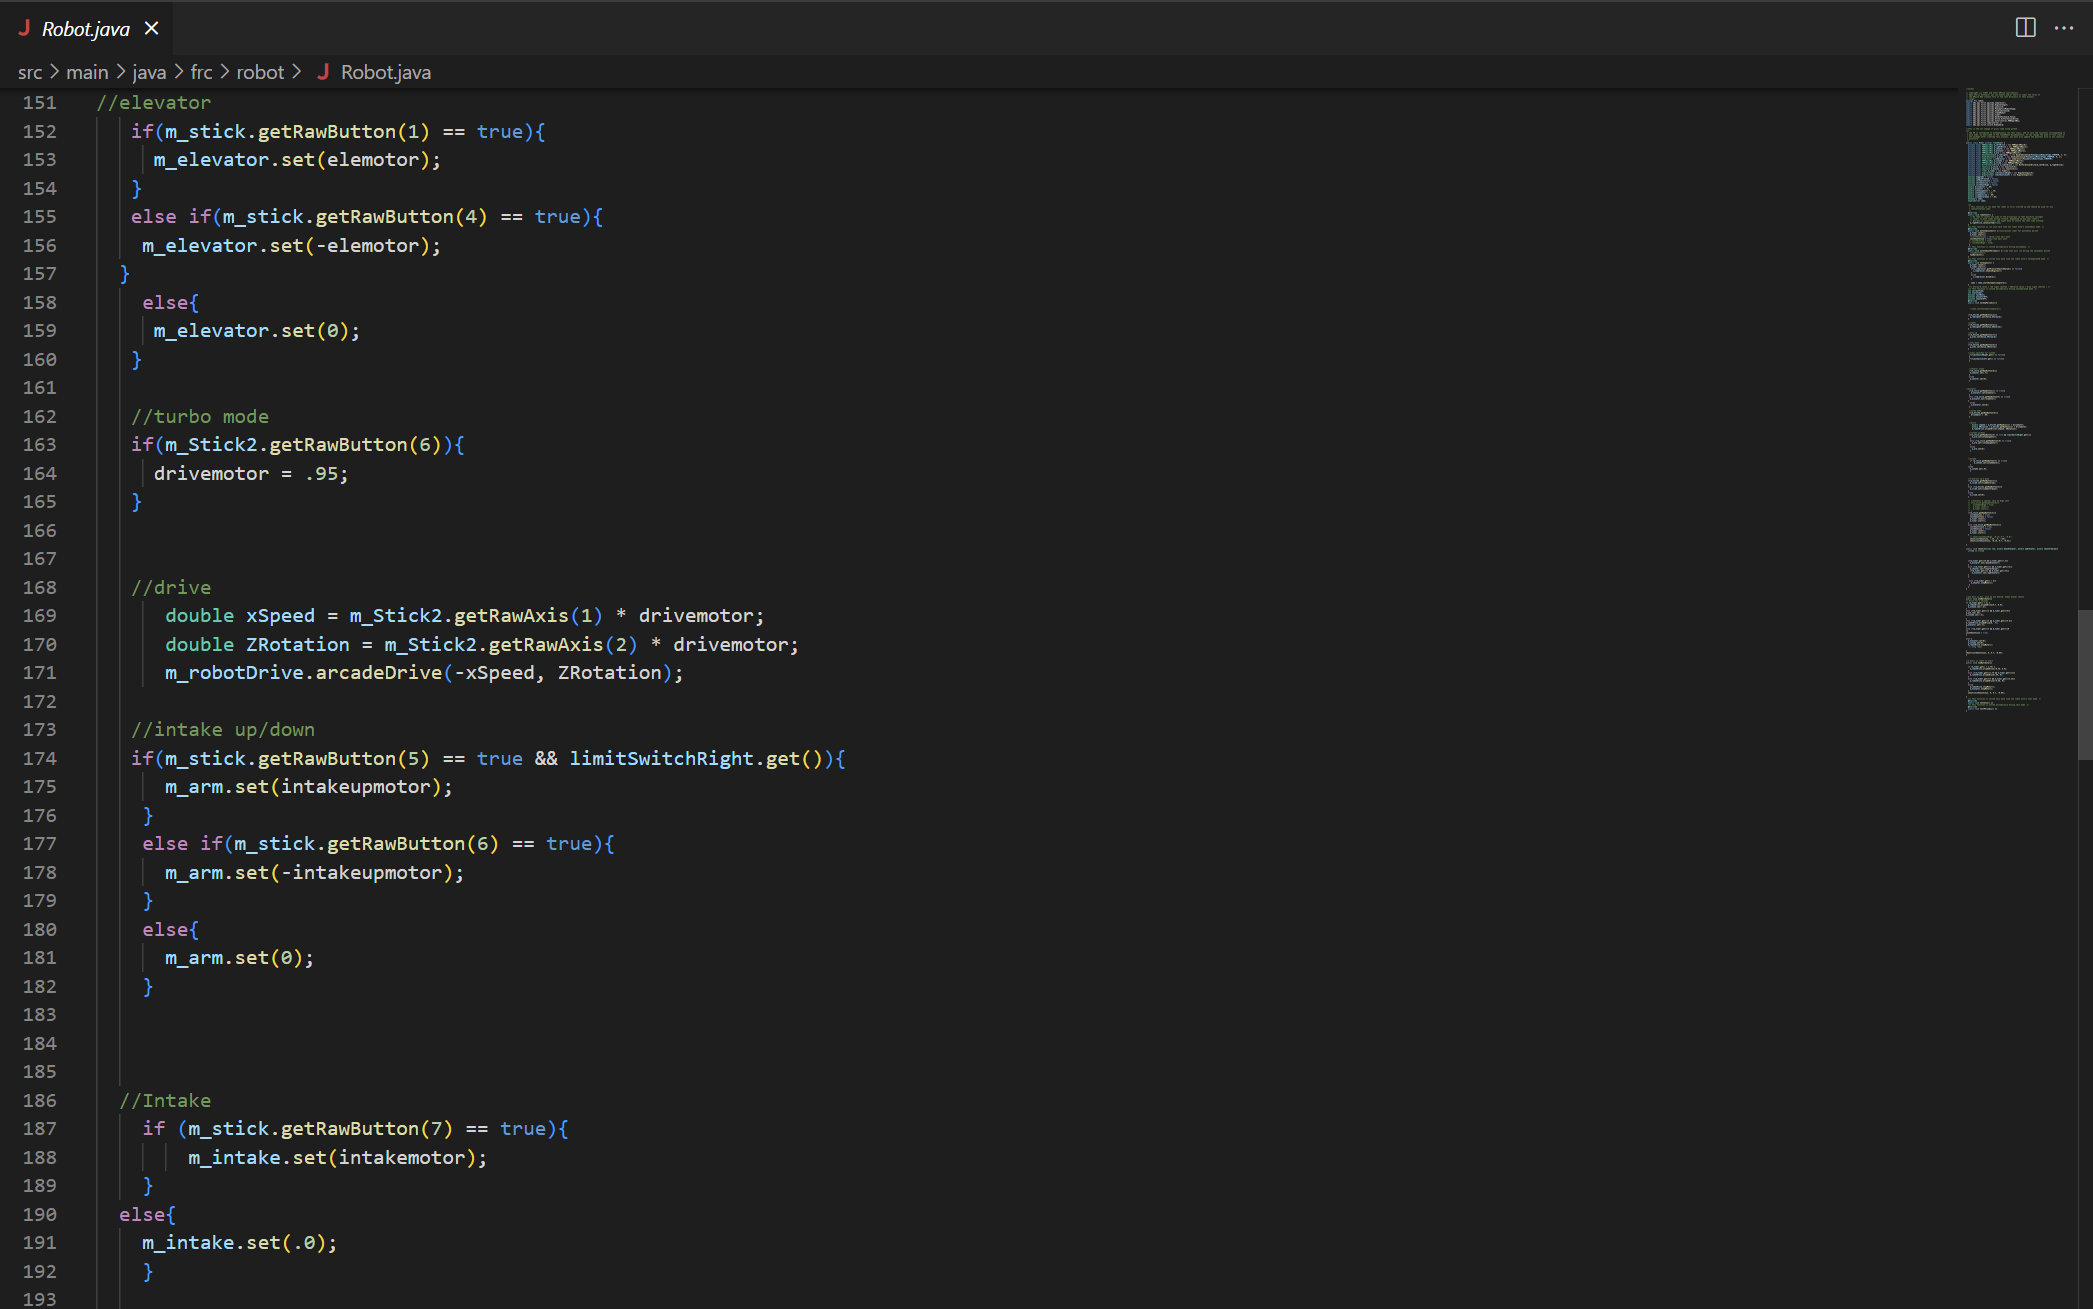 J Robot.java ×
src > main > java > frc > robot > J Robot.java
151 //elevator
152 if(m_stick.getRawButton(1) == true){
153 m_elevator.set(elemotor);
154 }
155 else if(m_stick.getRawButton(4) == true){
156 m_elevator.set(-elemotor);
157 }
158 else{
159 m_elevator.set(0);
160 }
161
162 //turbo mode
163 if(m_Stick2.getRawButton(6)){
164 drivemotor = .95;
165 }
166
167
168 //drive
169 double xSpeed = m_Stick2.getRawAxis(1) * drivemotor;
170 double ZRotation = m_Stick2.getRawAxis(2) * drivemotor;
171 m_robotDrive.arcadeDrive(-xSpeed, ZRotation);
172
173 //intake up/down
174 if(m_stick.getRawButton(5) == true && limitSwitchRight.get()){
175 m_arm.set(intakeupmotor);
176 }
177 else if(m_stick.getRawButton(6) == true){
178 m_arm.set(-intakeupmotor);
179 }
180 else{
181 m_arm.set(0);
182 }
183
184
185
186 //Intake
187 if (m_stick.getRawButton(7) == true){
188 m_intake.set(intakemotor);
189 }
190 else{
191 m_intake.set(.0);
192 }
193